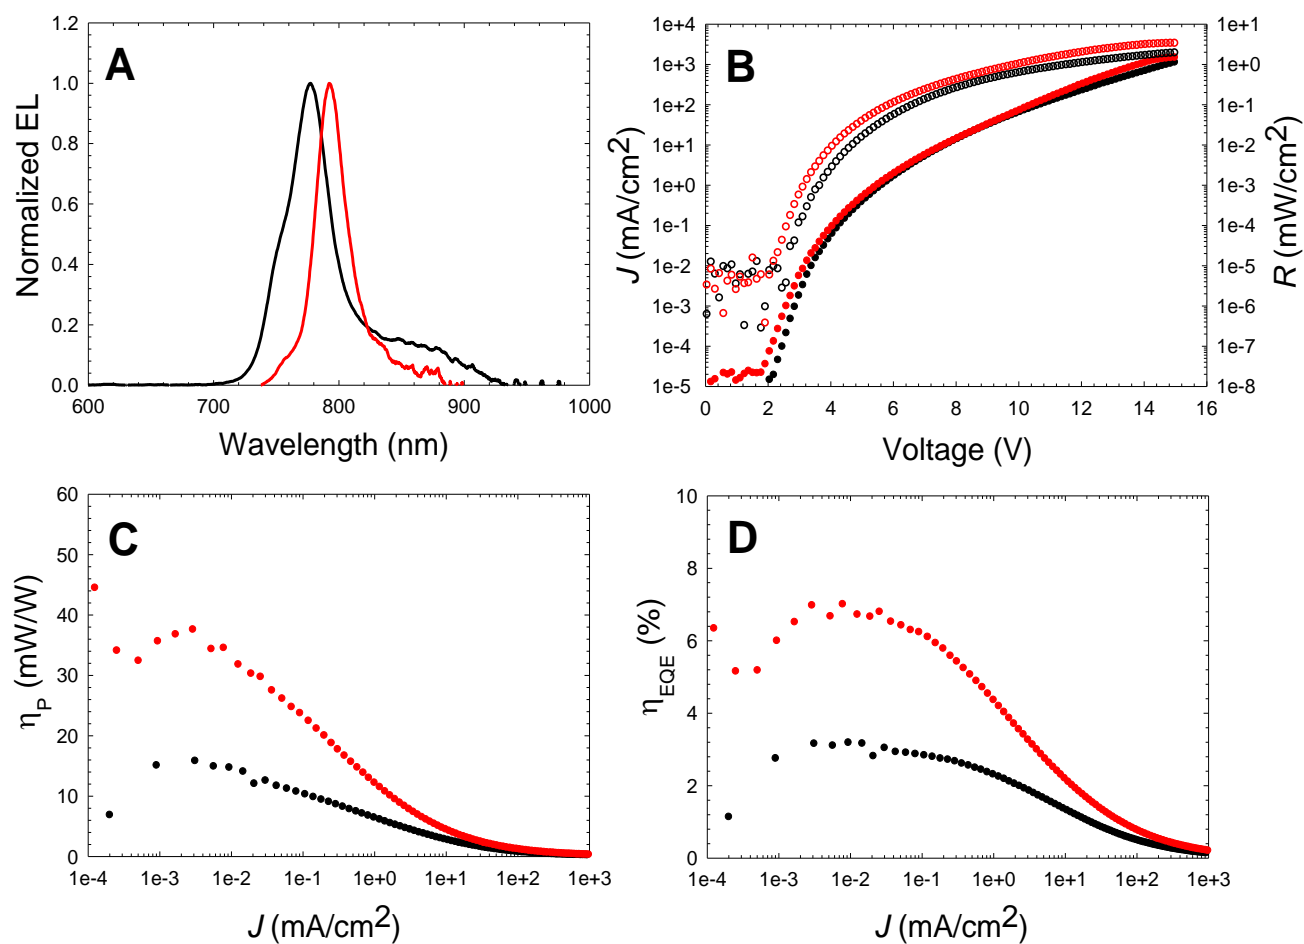 A
Normalized EL
1.2
1.0
0.8
0.6
0.4
0.2
0.0
600 700 800 900 1000
Wavelength (nm)
B
J (mA/cm2)
1e+4
1e+3
1e+2
1e+1
1e+0
1e-1
1e-2
1e-3
1e-4
1e-5
1e+1
1e+0
1e-1
1e-2
1e-3
1e-4
1e-5
1e-6
1e-7
1e-8
R (mW/cm2)
0 2 4 6 8 10 12 14 16
Voltage (V)
C
ηP (mW/W)
60
50
40
30
20
10
0
1e-4 1e-3 1e-2 1e-1 1e+0 1e+1 1e+2 1e+3
J (mA/cm2)
D
ηEQE (%)
10
8
6
4
2
0
1e-4 1e-3 1e-2 1e-1 1e+0 1e+1 1e+2 1e+3
J (mA/cm2)